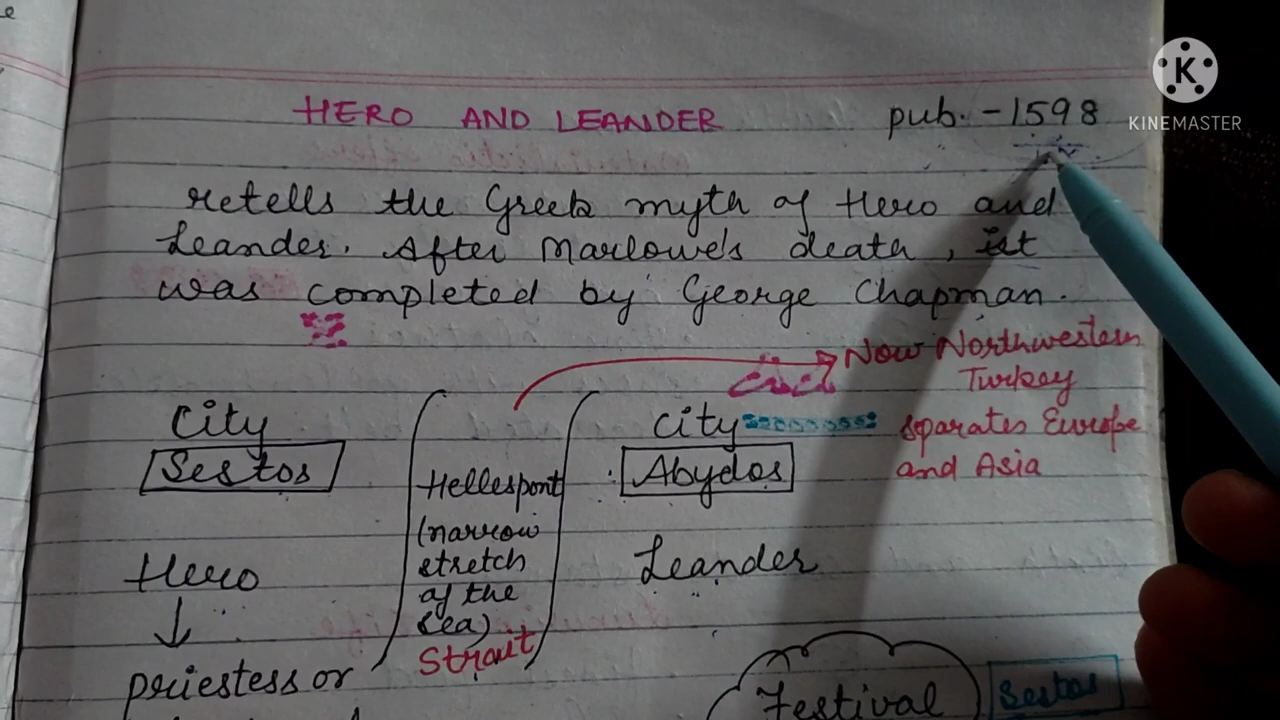 HERO AND LEANDER pub. - 1598
KINEMASTER
retells the Greek myth of Hero and
Leander. After Marlowe's death, it
was completed by George Chapman.
Now Northwestern
Turkey
sparates Europe
and Asia
City
Sestos
Hellespont
(narrow
stretch
of the
sea)
Strait
City
Abydos
Hero
Leander
priestess or
Festival
Sestos